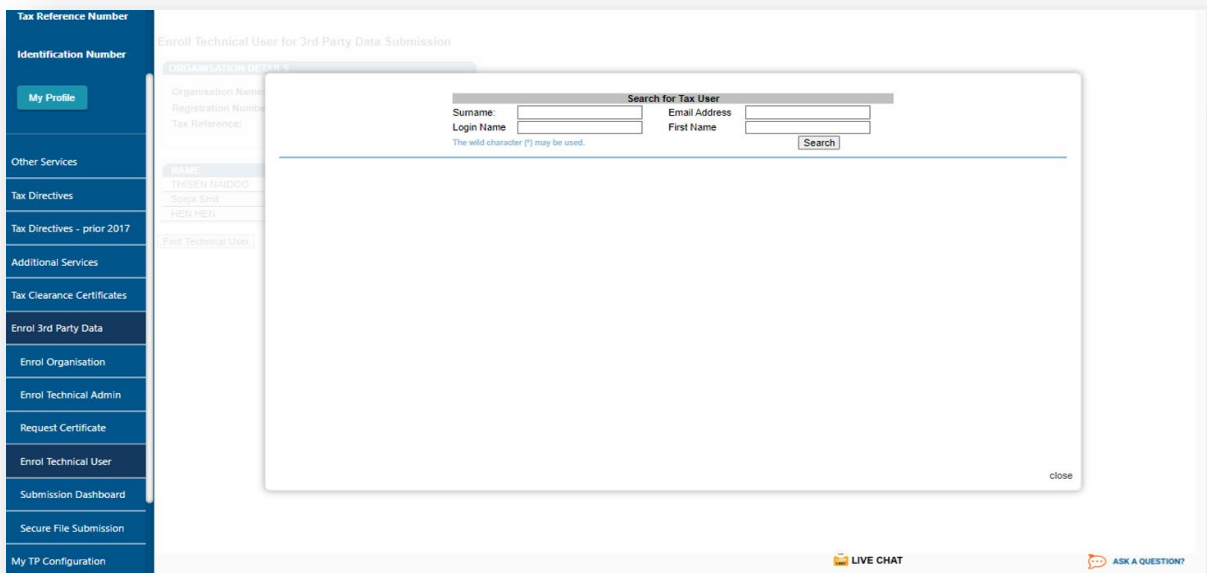 Tax Reference Number
Identification Number
My Profile
Other Services
Tax Directives
Tax Directives - prior 2017
Additional Services
Tax Clearance Certificates
Enrol 3rd Party Data
Enrol Organisation
Enrol Technical Admin
Request Certificate
Enrol Technical User
Submission Dashboard
Secure File Submission
My TP Configuration
Enroll Technical User for 3rd Party Data Submission
ORGANISATION DETAILS
Organisation Name
Registration Numbe
Tax Reference:
NAME
THISEN NAIDOO
Sonja Smit
HEN HEN
Find Technical User
Search for Tax User
Surname: Email Address
Login Name First Name
The wild character (*) may be used. Search
close
LIVE CHAT
ASK A QUESTION?